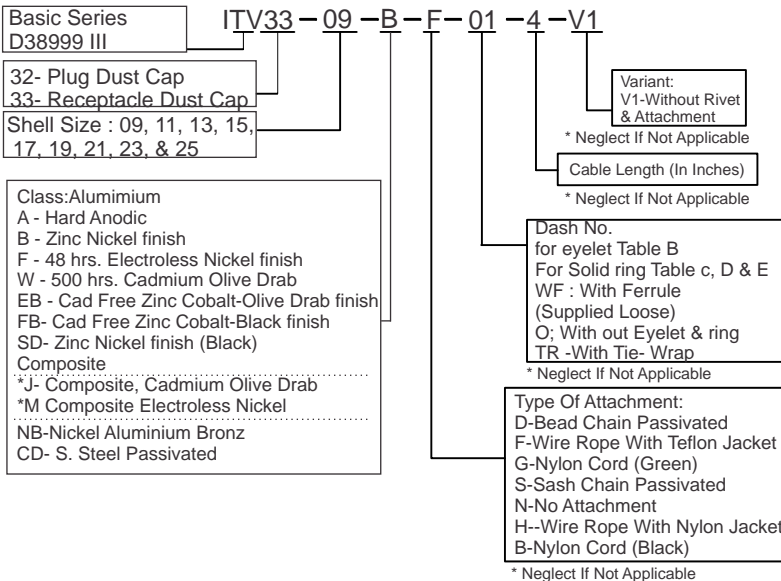 Basic Series
D38999 III
ITV33-09-B-F-01-4-V1
32- Plug Dust Cap
33- Receptacle Dust Cap
Shell Size : 09, 11, 13, 15,
17, 19, 21, 23, & 25
Class:Alumimium
A - Hard Anodic
B - Zinc Nickel finish
F - 48 hrs. Electroless Nickel finish
W - 500 hrs. Cadmium Olive Drab
EB - Cad Free Zinc Cobalt-Olive Drab finish
FB- Cad Free Zinc Cobalt-Black finish
SD- Zinc Nickel finish (Black)
Composite
*J- Composite, Cadmium Olive Drab
*M Composite Electroless Nickel
NB-Nickel Aluminium Bronz
CD- S. Steel Passivated
Variant:
V1-Without Rivet
& Attachment
* Neglect If Not Applicable
Cable Length (In Inches)
* Neglect If Not Applicable
Dash No.
for eyelet Table B
For Solid ring Table c, D & E
WF : With Ferrule
(Supplied Loose)
O; With out Eyelet & ring
TR -With Tie- Wrap
* Neglect If Not Applicable
Type Of Attachment:
D-Bead Chain Passivated
F-Wire Rope With Teflon Jacket
G-Nylon Cord (Green)
S-Sash Chain Passivated
N-No Attachment
H--Wire Rope With Nylon Jacket
B-Nylon Cord (Black)
* Neglect If Not Applicable